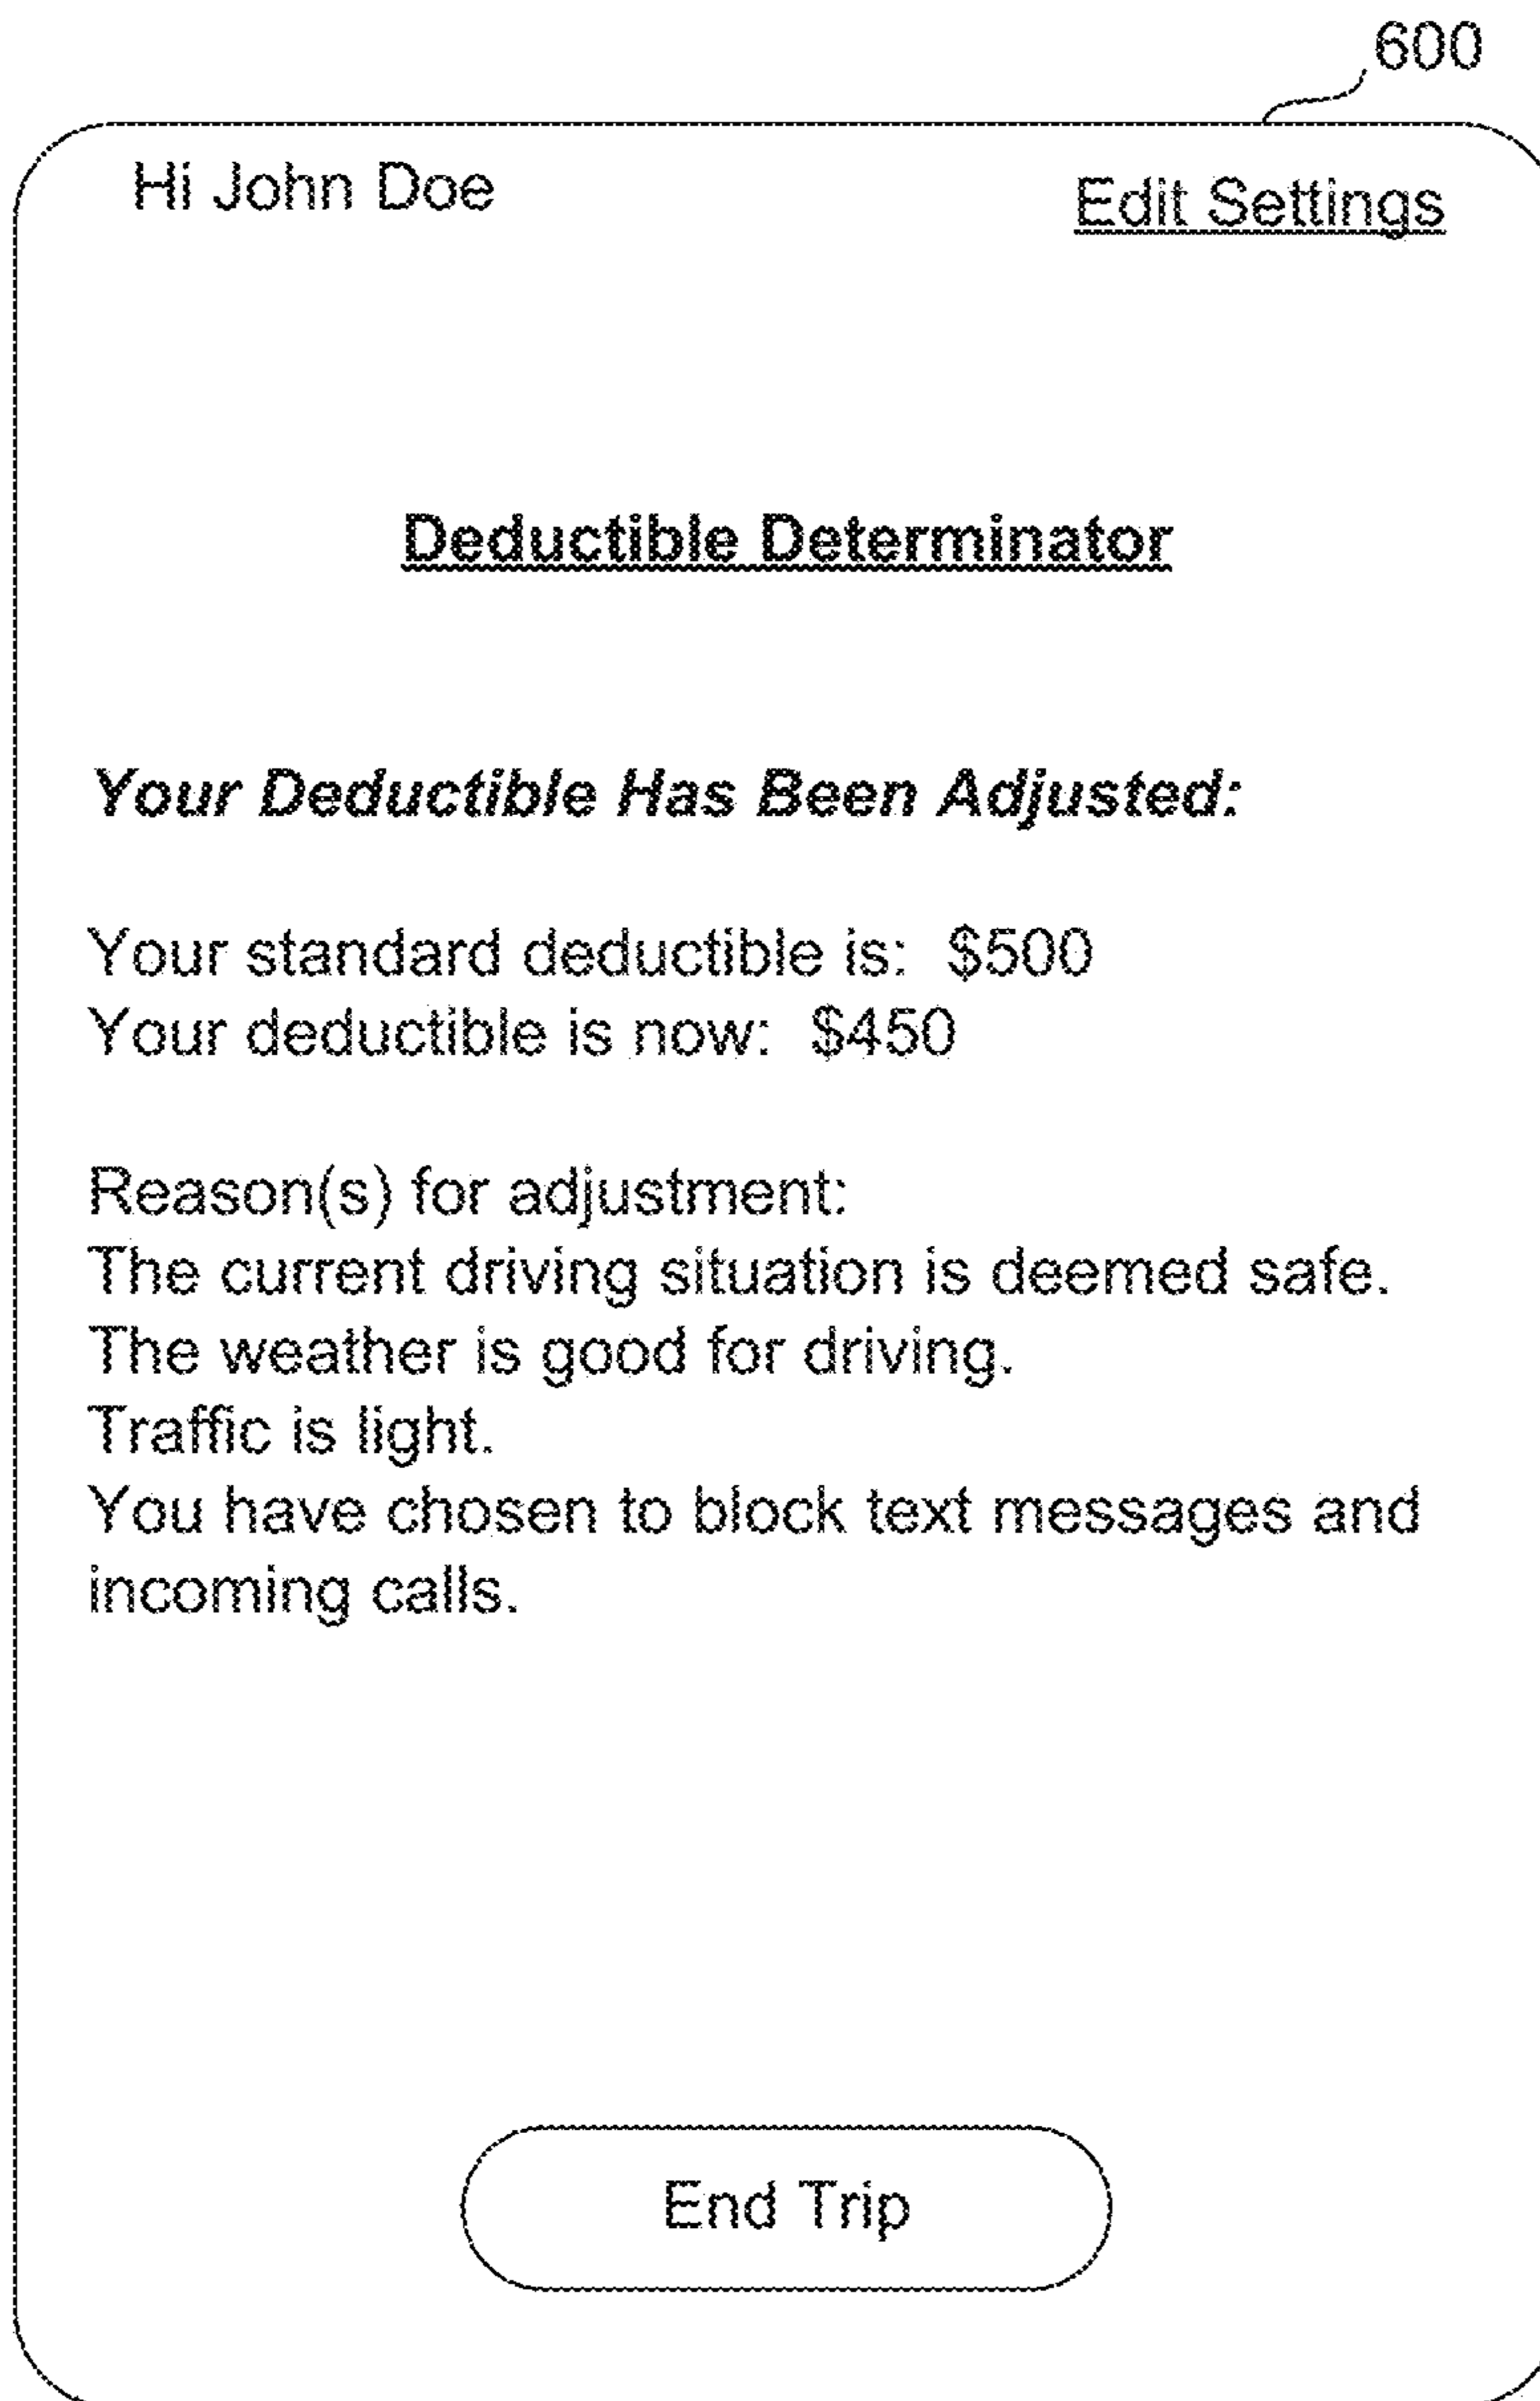 600
Hi John Doe
Edit Settings
Deductible Determinator
Your Deductible Has Been Adjusted:
Your standard deductible is: $500
Your deductible is now: $450
Reason(s) for adjustment:
The current driving situation is deemed safe.
The weather is good for driving.
Traffic is light.
You have chosen to block text messages and
incoming calls.
End Trip